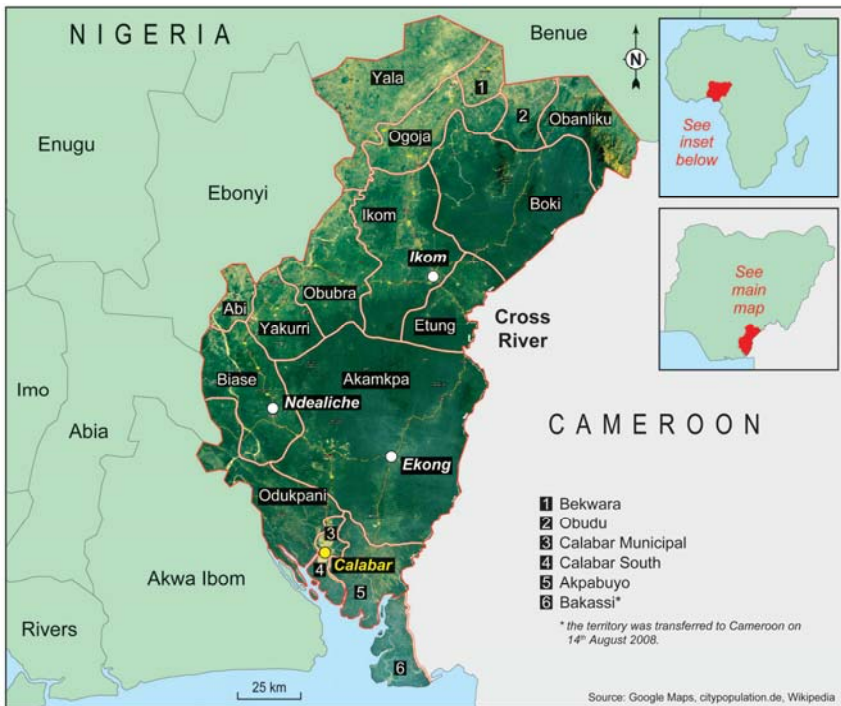 NIGERIA
Benue
N
Yala
1
2
Obanliku
Ogoja
Enugu
Ebonyi
See
inset
below
Ikom
Boki
Ikom
Abi
Obubra
Yakurri
Etung
Cross
River
See
main
map
Imo
Abia
Biase
Akamkpa
Ndealiche
Ekong
CAMEROON
Odukpani
3
Calabar
4
5
Akwa Ibom
Rivers
6
25 km
1 Bekwara
2 Obudu
3 Calabar Municipal
4 Calabar South
5 Akpabuyo
6 Bakassi*
* the territory was transferred to Cameroon on
14th August 2008.
Source: Google Maps, citypopulation.de, Wikipedia